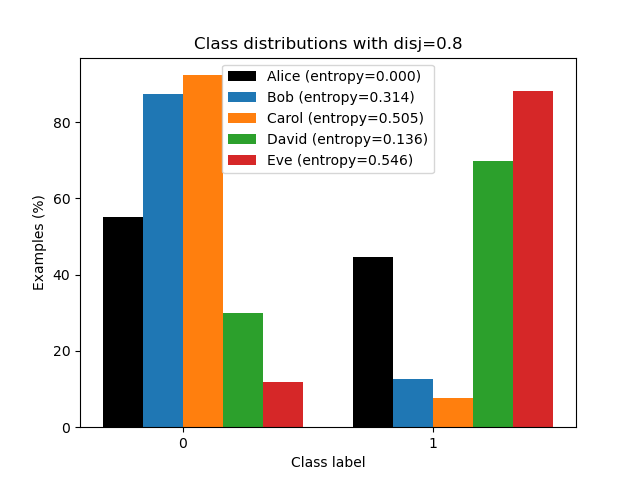 Class distributions with disj=0.8
Alice (entropy=0.000)
Bob (entropy=0.314)
Carol (entropy=0.505)
David (entropy=0.136)
Eve (entropy=0.546)
Examples (%)
80
60
40
20
0
0
1
Class label